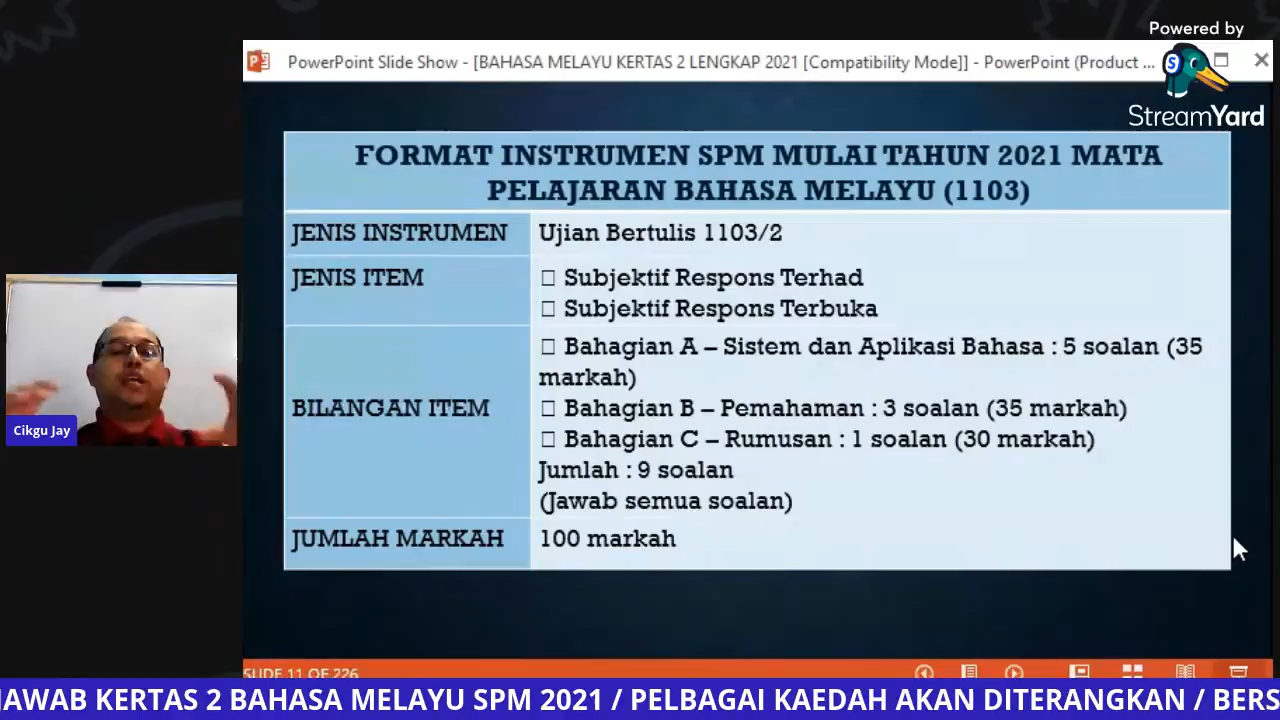 Powered by
StreamYard
PowerPoint Slide Show - [BAHASA MELAYU KERTAS 2 LENGKAP 2021 [Compatibility Mode]] - PowerPoint (Product ...
FORMAT INSTRUMEN SPM MULAI TAHUN 2021 MATA
PELAJARAN BAHASA MELAYU (1103)
JENIS INSTRUMEN
Ujian Bertulis 1103/2
JENIS ITEM
□ Subjektif Respons Terhad
□ Subjektif Respons Terbuka
BILANGAN ITEM
□ Bahagian A – Sistem dan Aplikasi Bahasa : 5 soalan (35
markah)
□ Bahagian B – Pemahaman : 3 soalan (35 markah)
□ Bahagian C – Rumusan : 1 soalan (30 markah)
Jumlah : 9 soalan
(Jawab semua soalan)
JUMLAH MARKAH
100 markah
Cikgu Jay
SLIDE 11 OF 226
JAWAB KERTAS 2 BAHASA MELAYU SPM 2021 / PELBAGAI KAEDAH AKAN DITERANGKAN / BERS